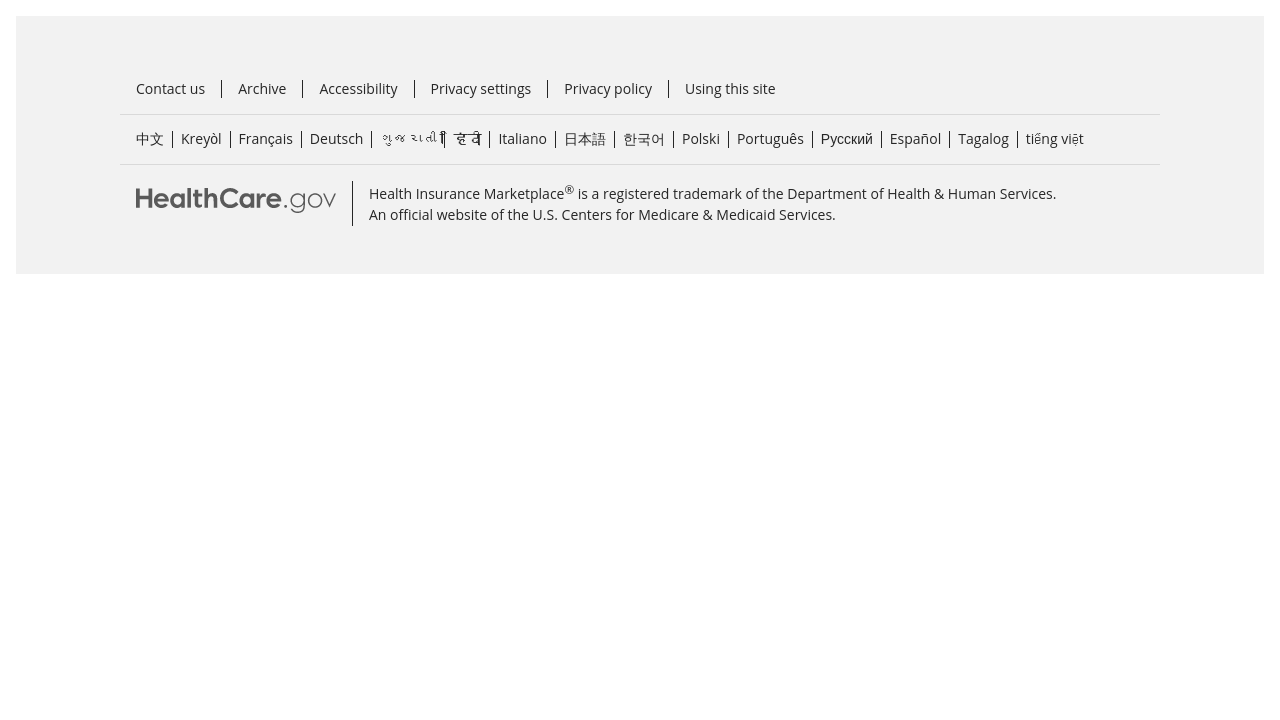 Contact us | Archive | Accessibility | Privacy settings | Privacy policy | Using this site
中文 | Kreyòl | Français | Deutsch | ગુજરાતી | हिंदी | Italiano | 日本語 | 한국어 | Polski | Português | Русский | Español | Tagalog | tiếng việt
HealthCare.gov
Health Insurance Marketplace® is a registered trademark of the Department of Health & Human Services.
An official website of the U.S. Centers for Medicare & Medicaid Services.